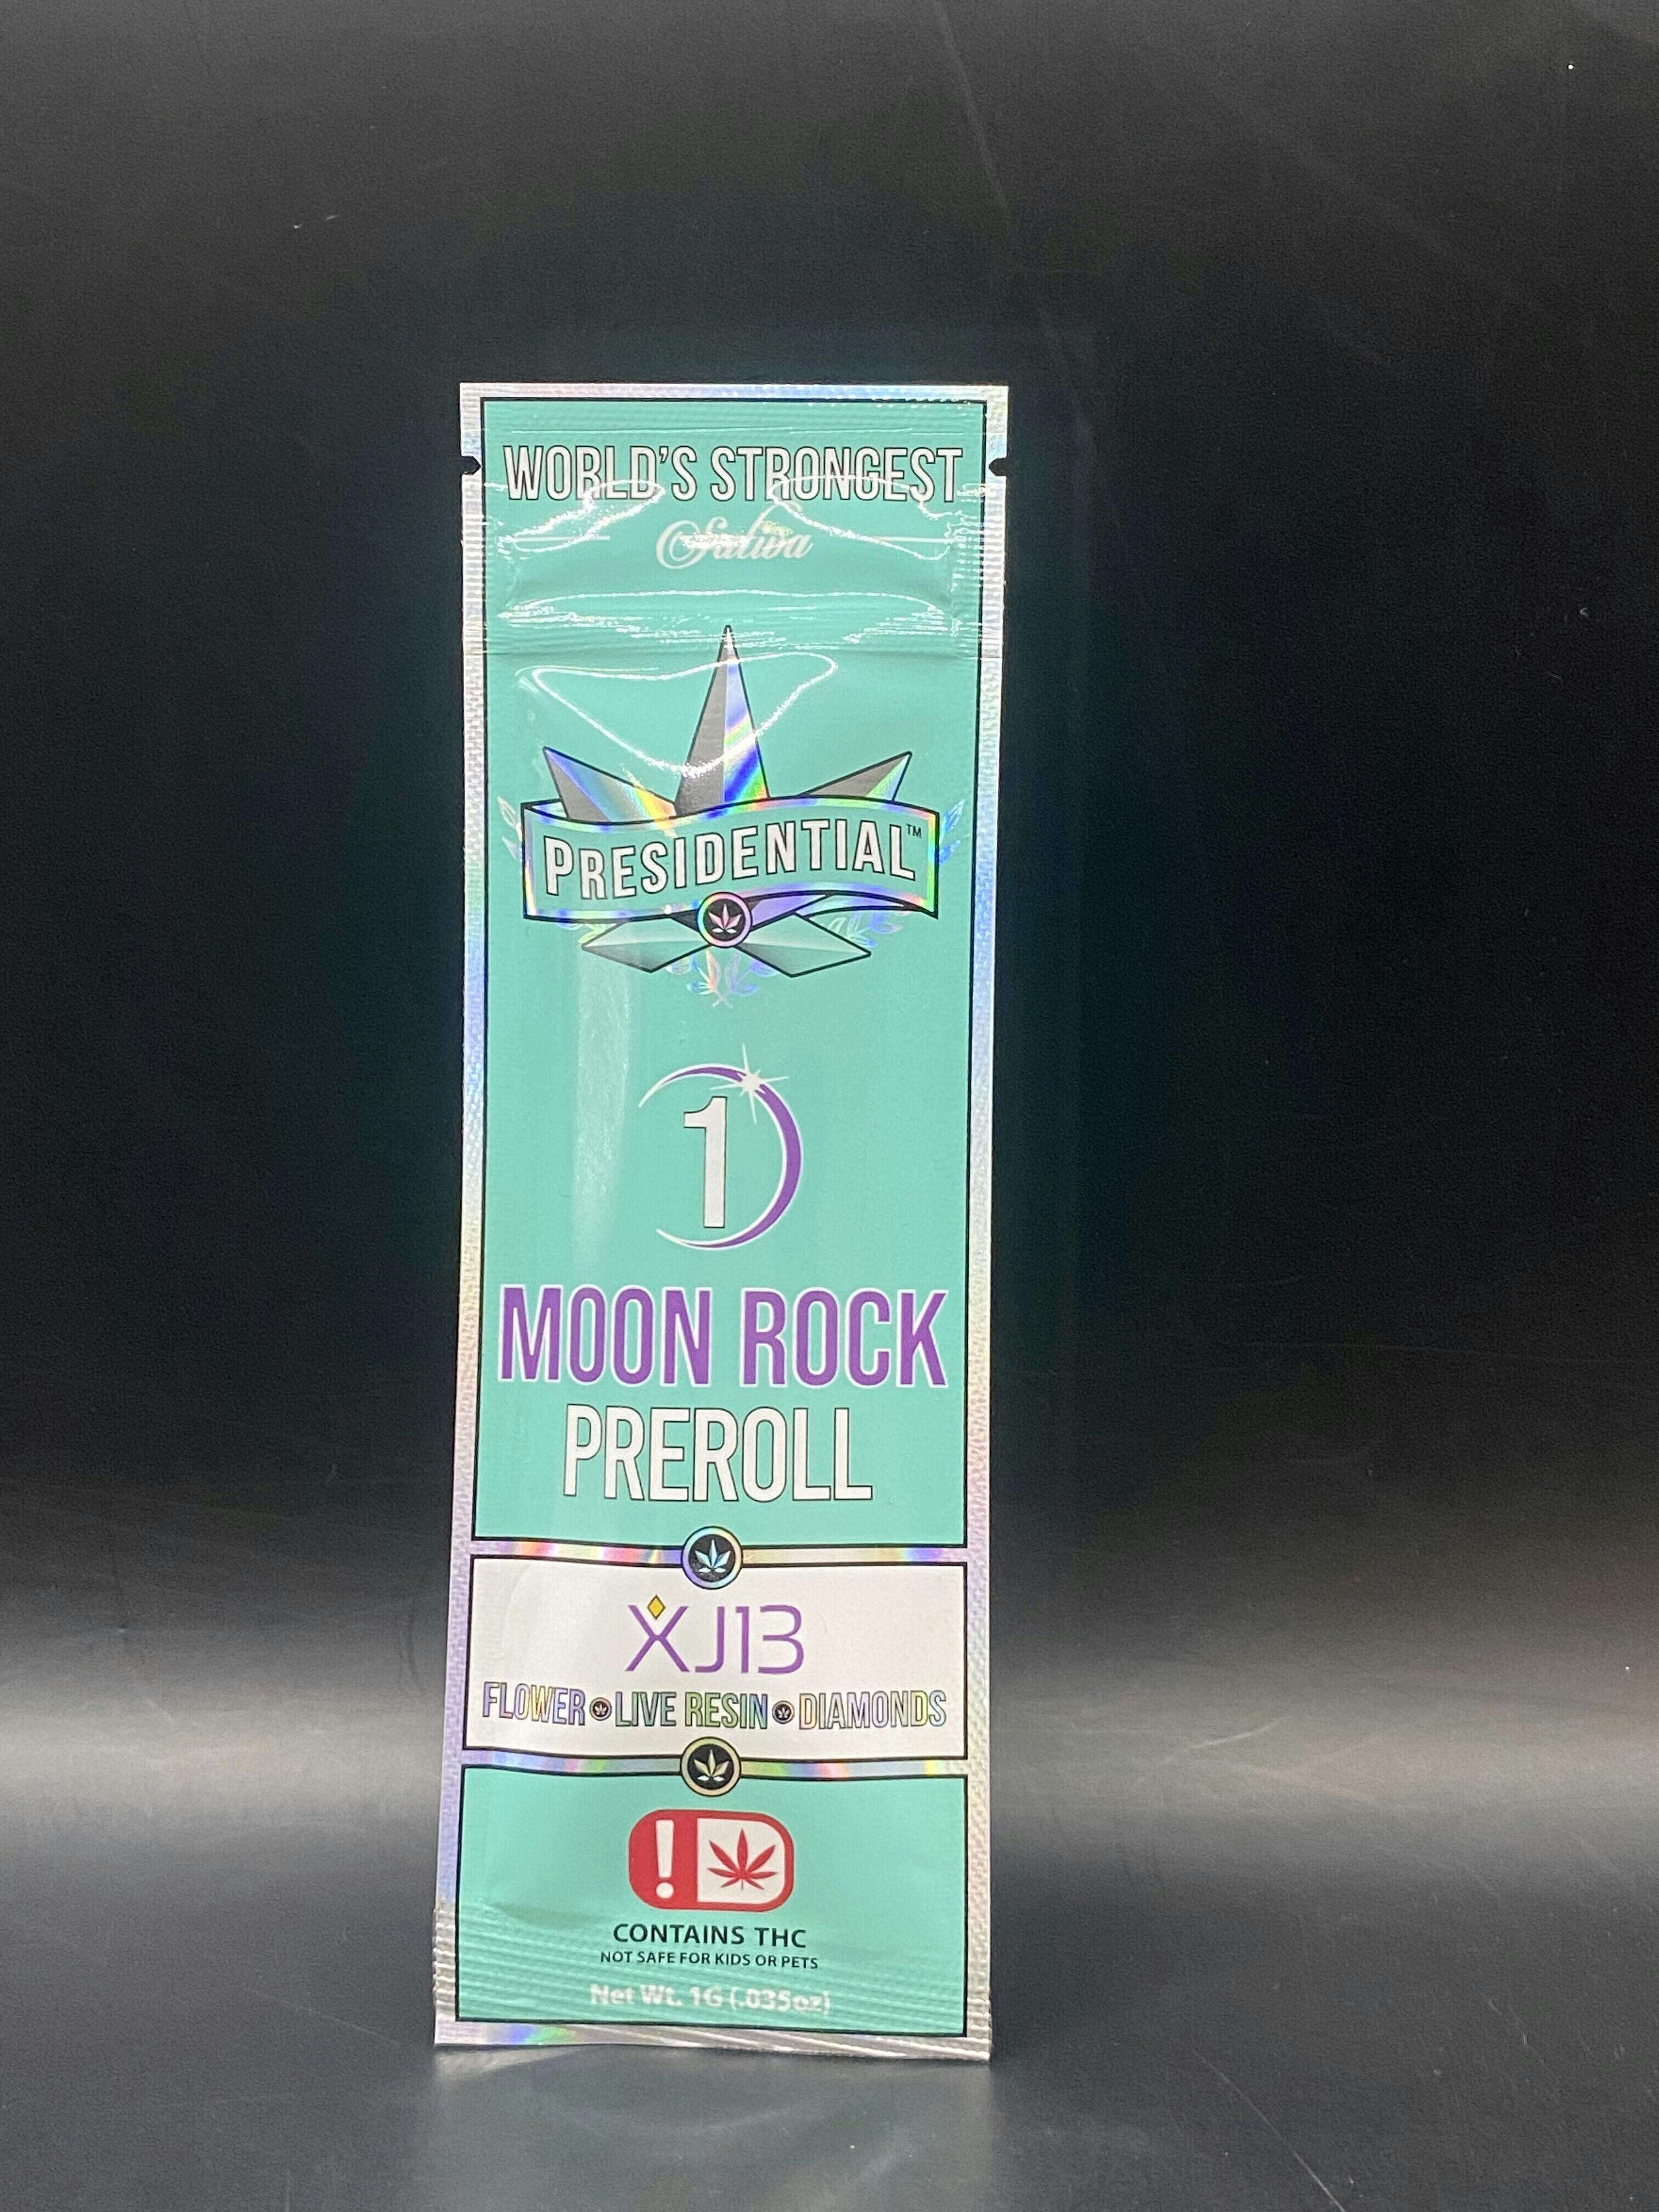 WORLD'S STRONGEST
Sativa
PRESIDENTIAL™
1
MOON ROCK
PREROLL
XJ13
FLOWER LIVE RESIN DIAMONDS
!
CONTAINS THC
NOT SAFE FOR KIDS OR PETS
Net Wt. 1G (.035oz)